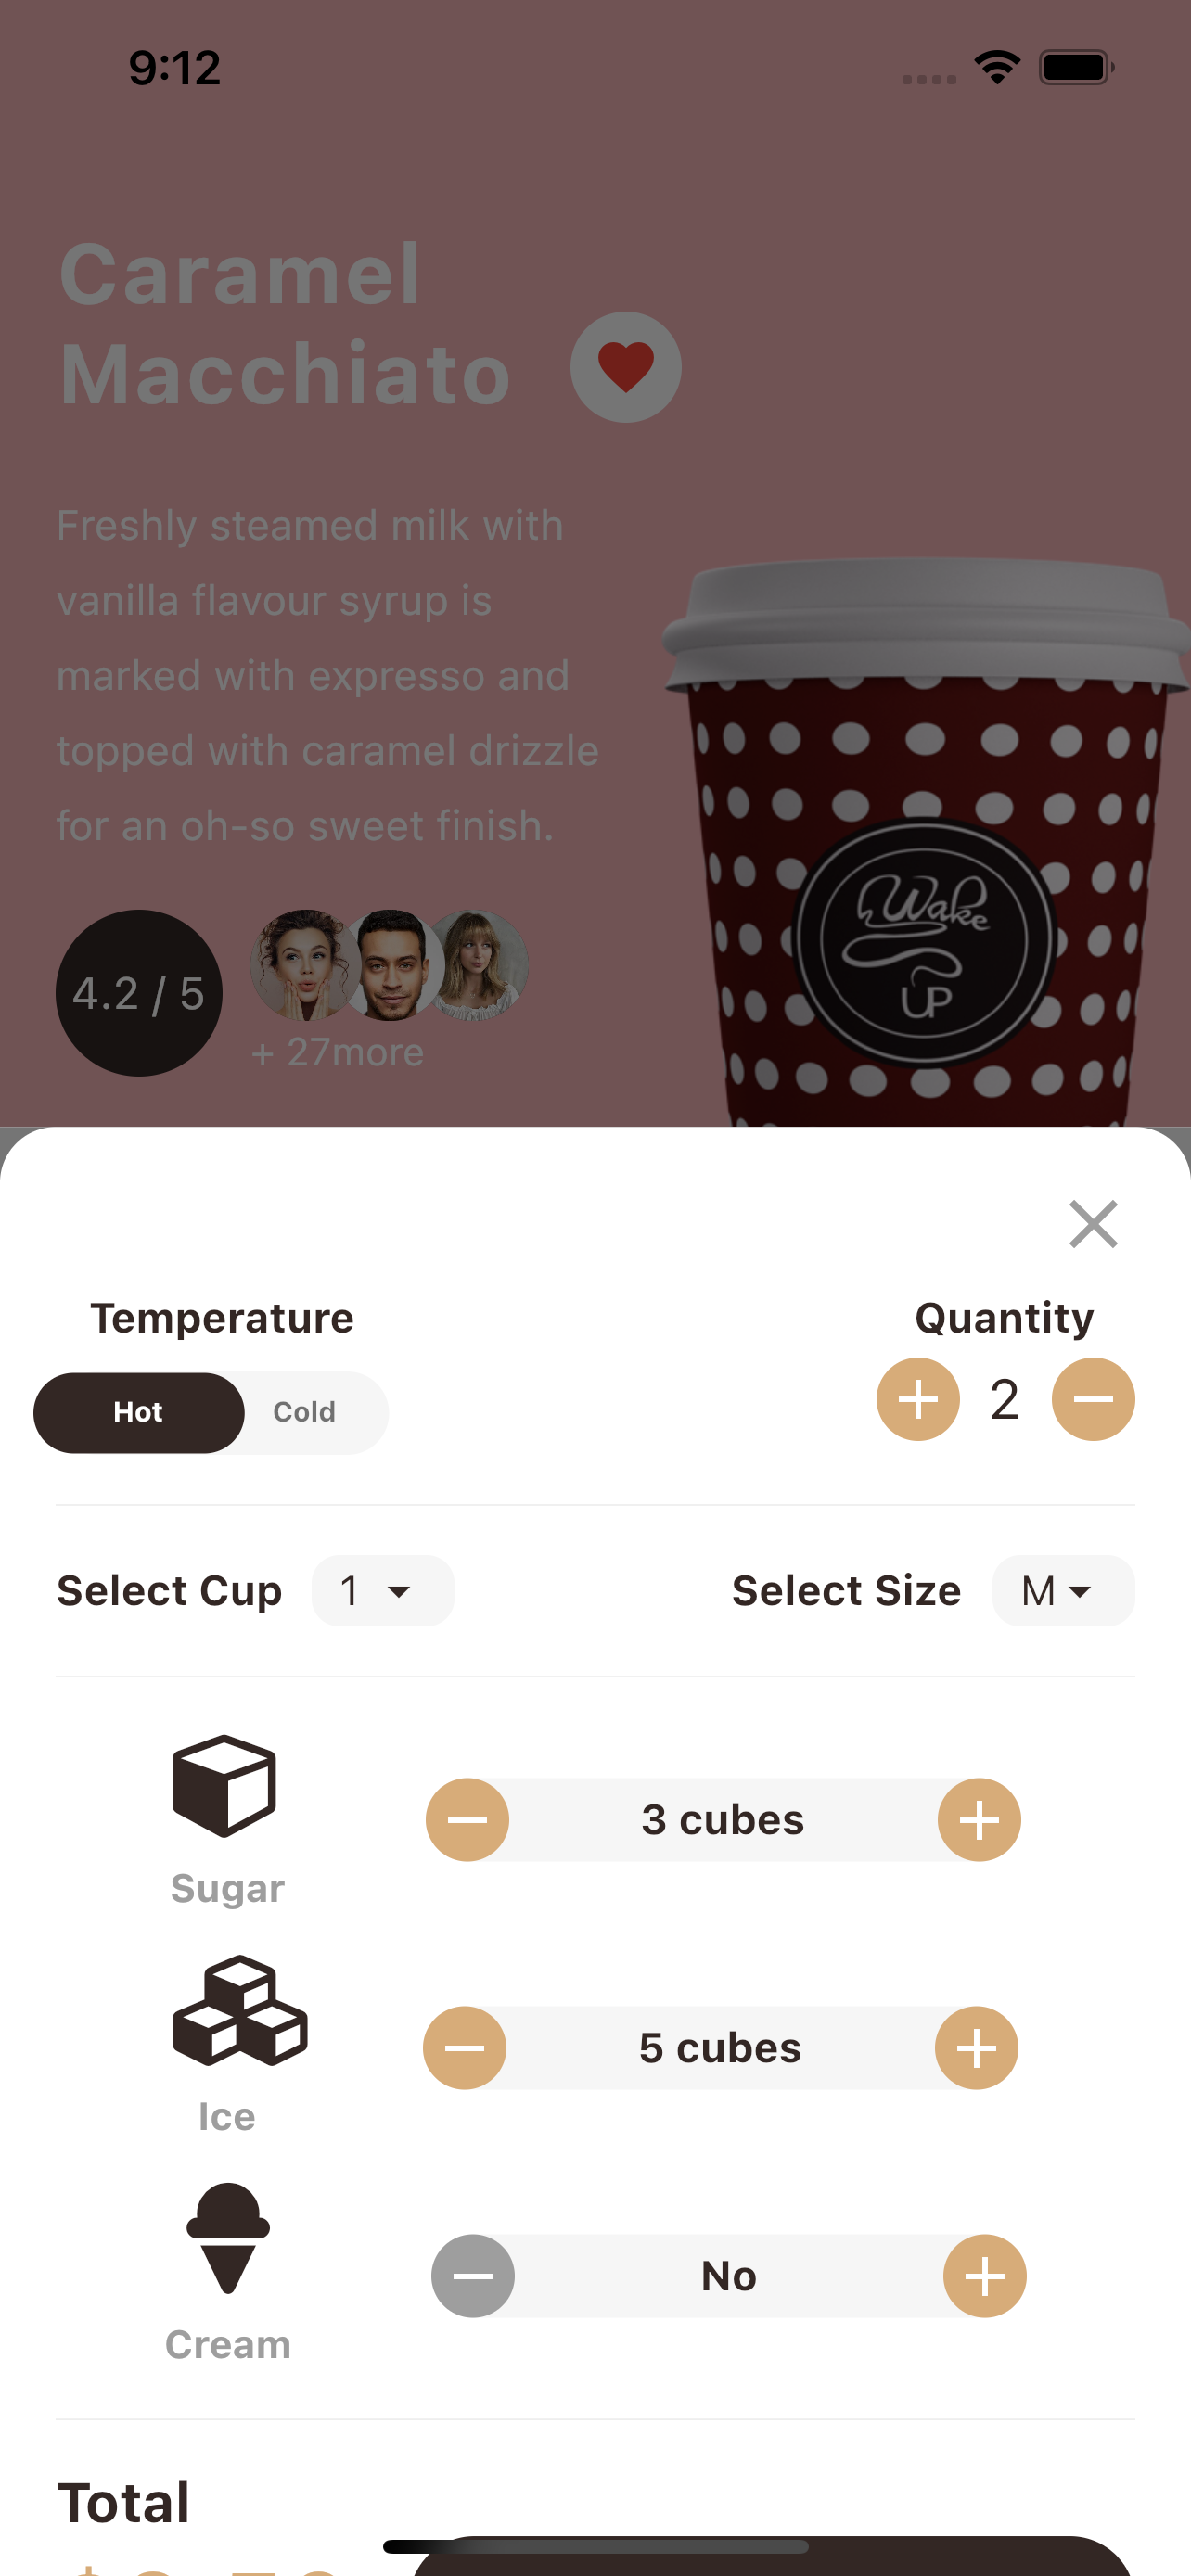 9:12
Caramel
Macchiato
Freshly steamed milk with
vanilla flavour syrup is
marked with expresso and
topped with caramel drizzle
for an oh-so sweet finish.
4.2 / 5
+ 27more
Wake
UP
Temperature
Quantity
Hot
Cold
2
Select Cup
1
Select Size
M
3 cubes
Sugar
5 cubes
Ice
No
Cream
Total